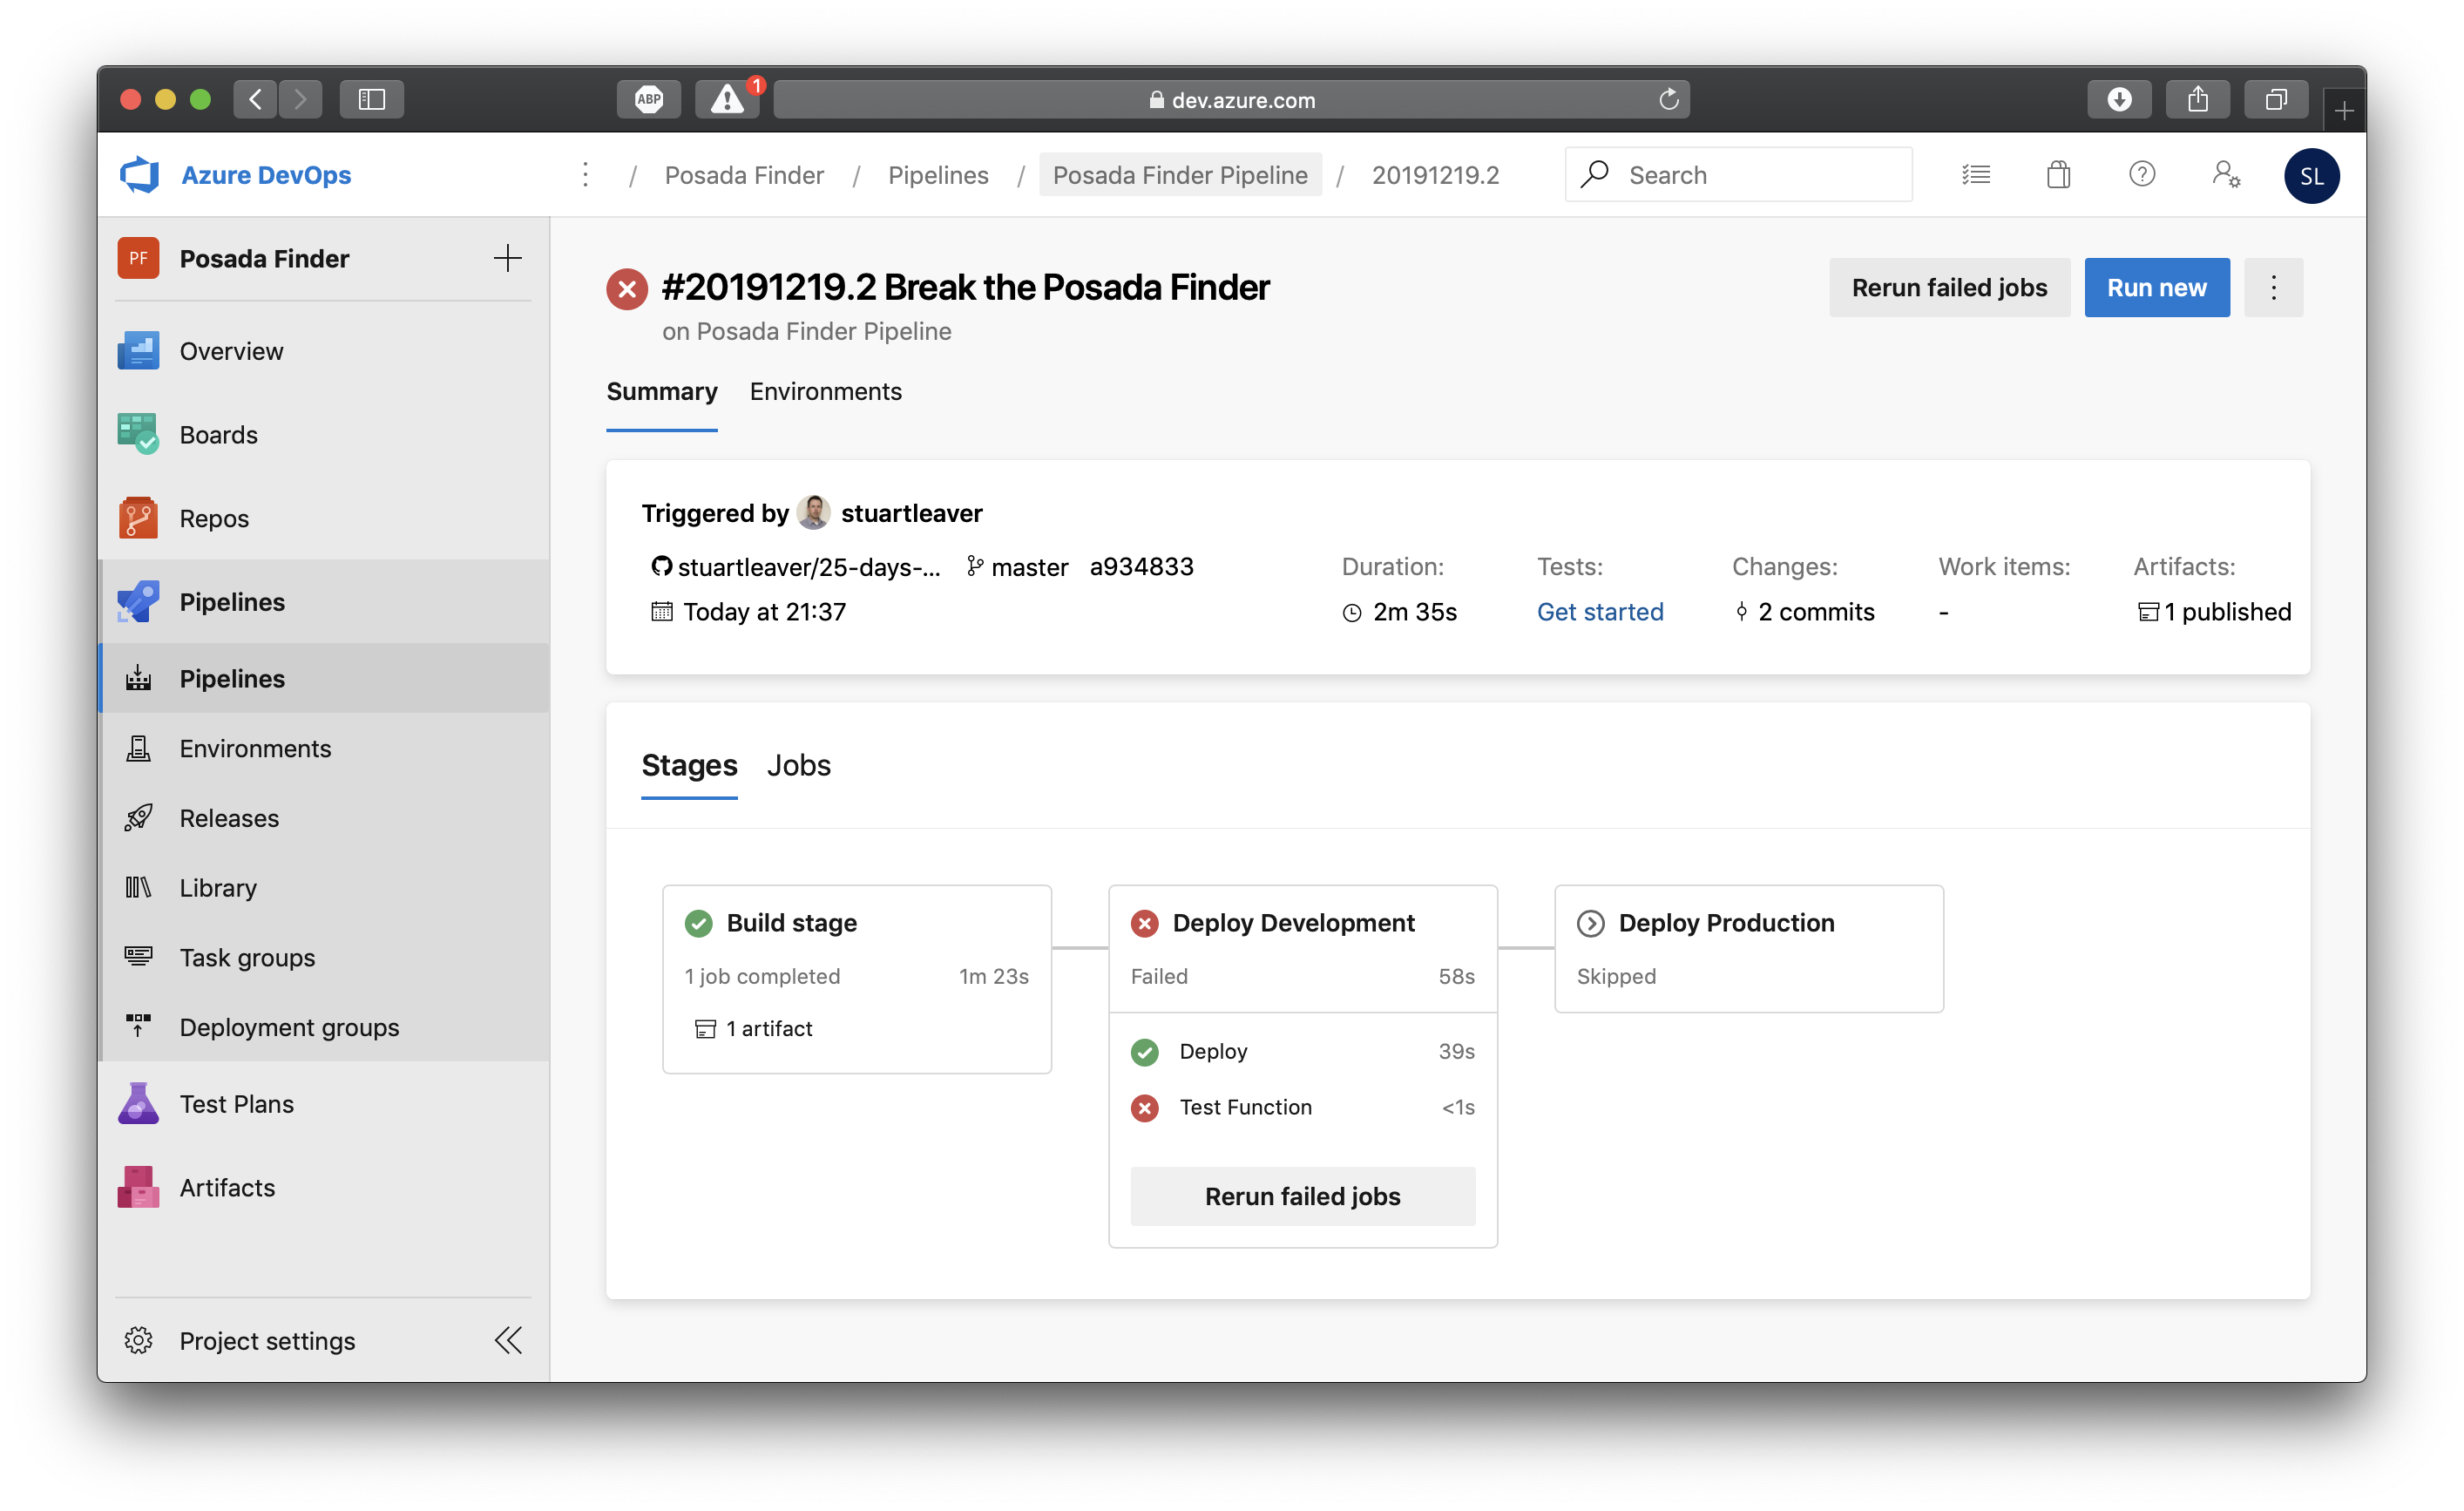 ABP
1
dev.azure.com
Azure DevOps
/ Posada Finder / Pipelines / Posada Finder Pipeline / 20191219.2
Search
SL
PF Posada Finder
Overview
Boards
Repos
Pipelines
Pipelines
Environments
Releases
Library
Task groups
Deployment groups
Test Plans
Artifacts
Project settings
#20191219.2 Break the Posada Finder
on Posada Finder Pipeline
Rerun failed jobs
Run new
Summary Environments
Triggered by stuartleaver
stuartleaver/25-days-... master a934833
Today at 21:37
Duration:
2m 35s
Tests:
Get started
Changes:
2 commits
Work items:
-
Artifacts:
1 published
Stages Jobs
Build stage
1 job completed 1m 23s
1 artifact
Deploy Development
Failed 58s
Deploy 39s
Test Function <1s
Rerun failed jobs
Deploy Production
Skipped